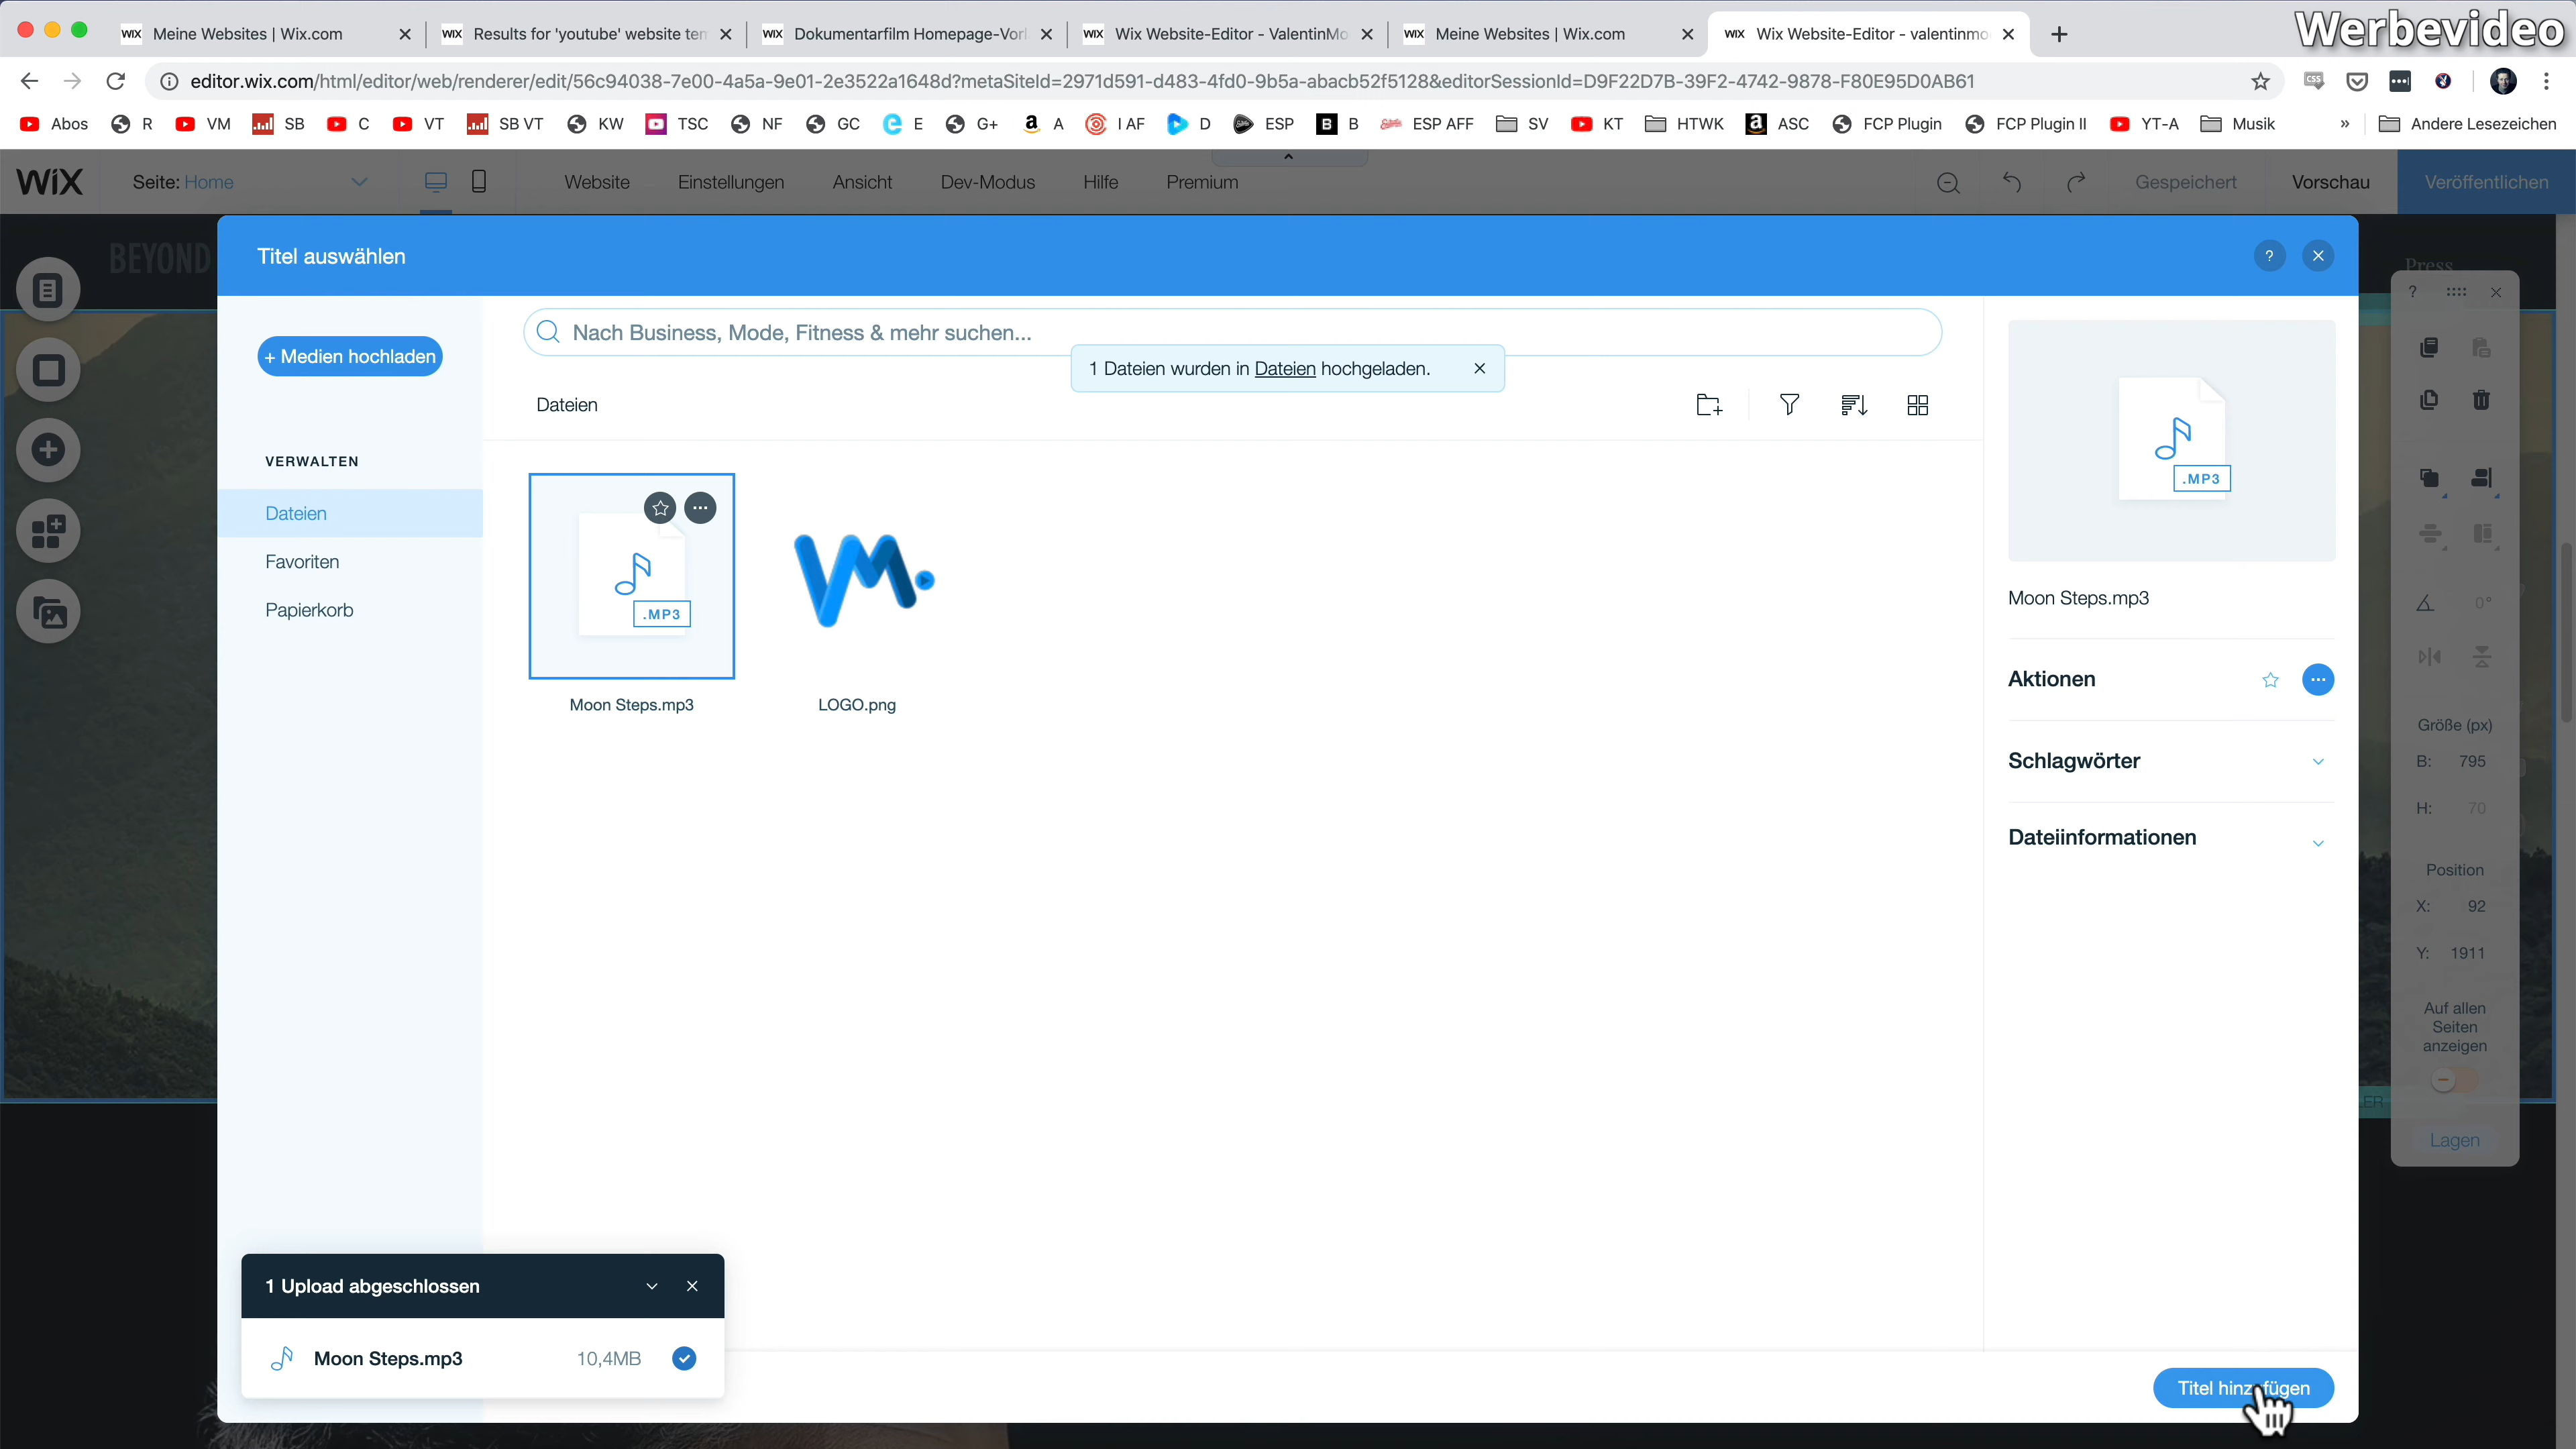 Werbevideo
Meine Websites | Wix.com
Results for 'youtube' website ten
Dokumentarfilm Homepage-Vorl
Wix Website-Editor - ValentinMo
Meine Websites | Wix.com
Wix Website-Editor - valentinmo
editor.wix.com/html/editor/web/renderer/edit/56c94038-7e00-4a5a-9e01-2e3522a1648d?metaSiteId=2971d591-d483-4fd0-9b5a-abacb52f5128&editorSessionId=D9F22D7B-39F2-4742-9878-F80E95D0AB61
Abos R VM SB C VT SB VT KW TSC NF GC E G+ A I AF D ESP B ESP AFF SV KT HTWK ASC FCP Plugin FCP Plugin II YT-A Musik » Andere Lesezeichen
WiX Seite: Home Website Einstellungen Ansicht Dev-Modus Hilfe Premium Gespeichert Vorschau Veröffentlichen
BEYOND
Press
Titel auswählen
?
+ Medien hochladen
Nach Business, Mode, Fitness & mehr suchen...
1 Dateien wurden in Dateien hochgeladen.
Dateien
VERWALTEN
Dateien
Favoriten
Papierkorb
.MP3
Moon Steps.mp3
LOGO.png
.MP3
Moon Steps.mp3
Aktionen
Schlagwörter
Dateiinformationen
?
0°
Größe (px)
B: 795
H: 70
Position
X: 92
Y: 1911
Auf allen
Seiten
anzeigen
LER
Lagen
1 Upload abgeschlossen
Moon Steps.mp3 10,4MB
Titel hinzufügen